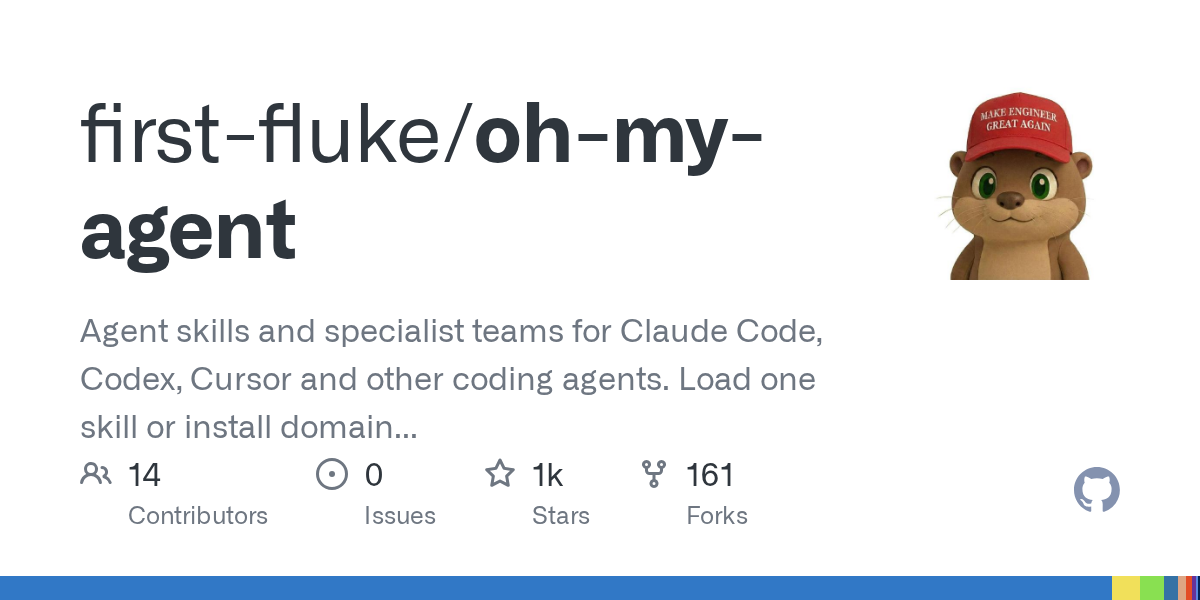 first-fluke/oh-my-
agent
MAKE ENGINEER
GREAT AGAIN
Agent skills and specialist teams for Claude Code,
Codex, Cursor and other coding agents. Load one
skill or install domain...
14
Contributors
0
Issues
1k
Stars
161
Forks